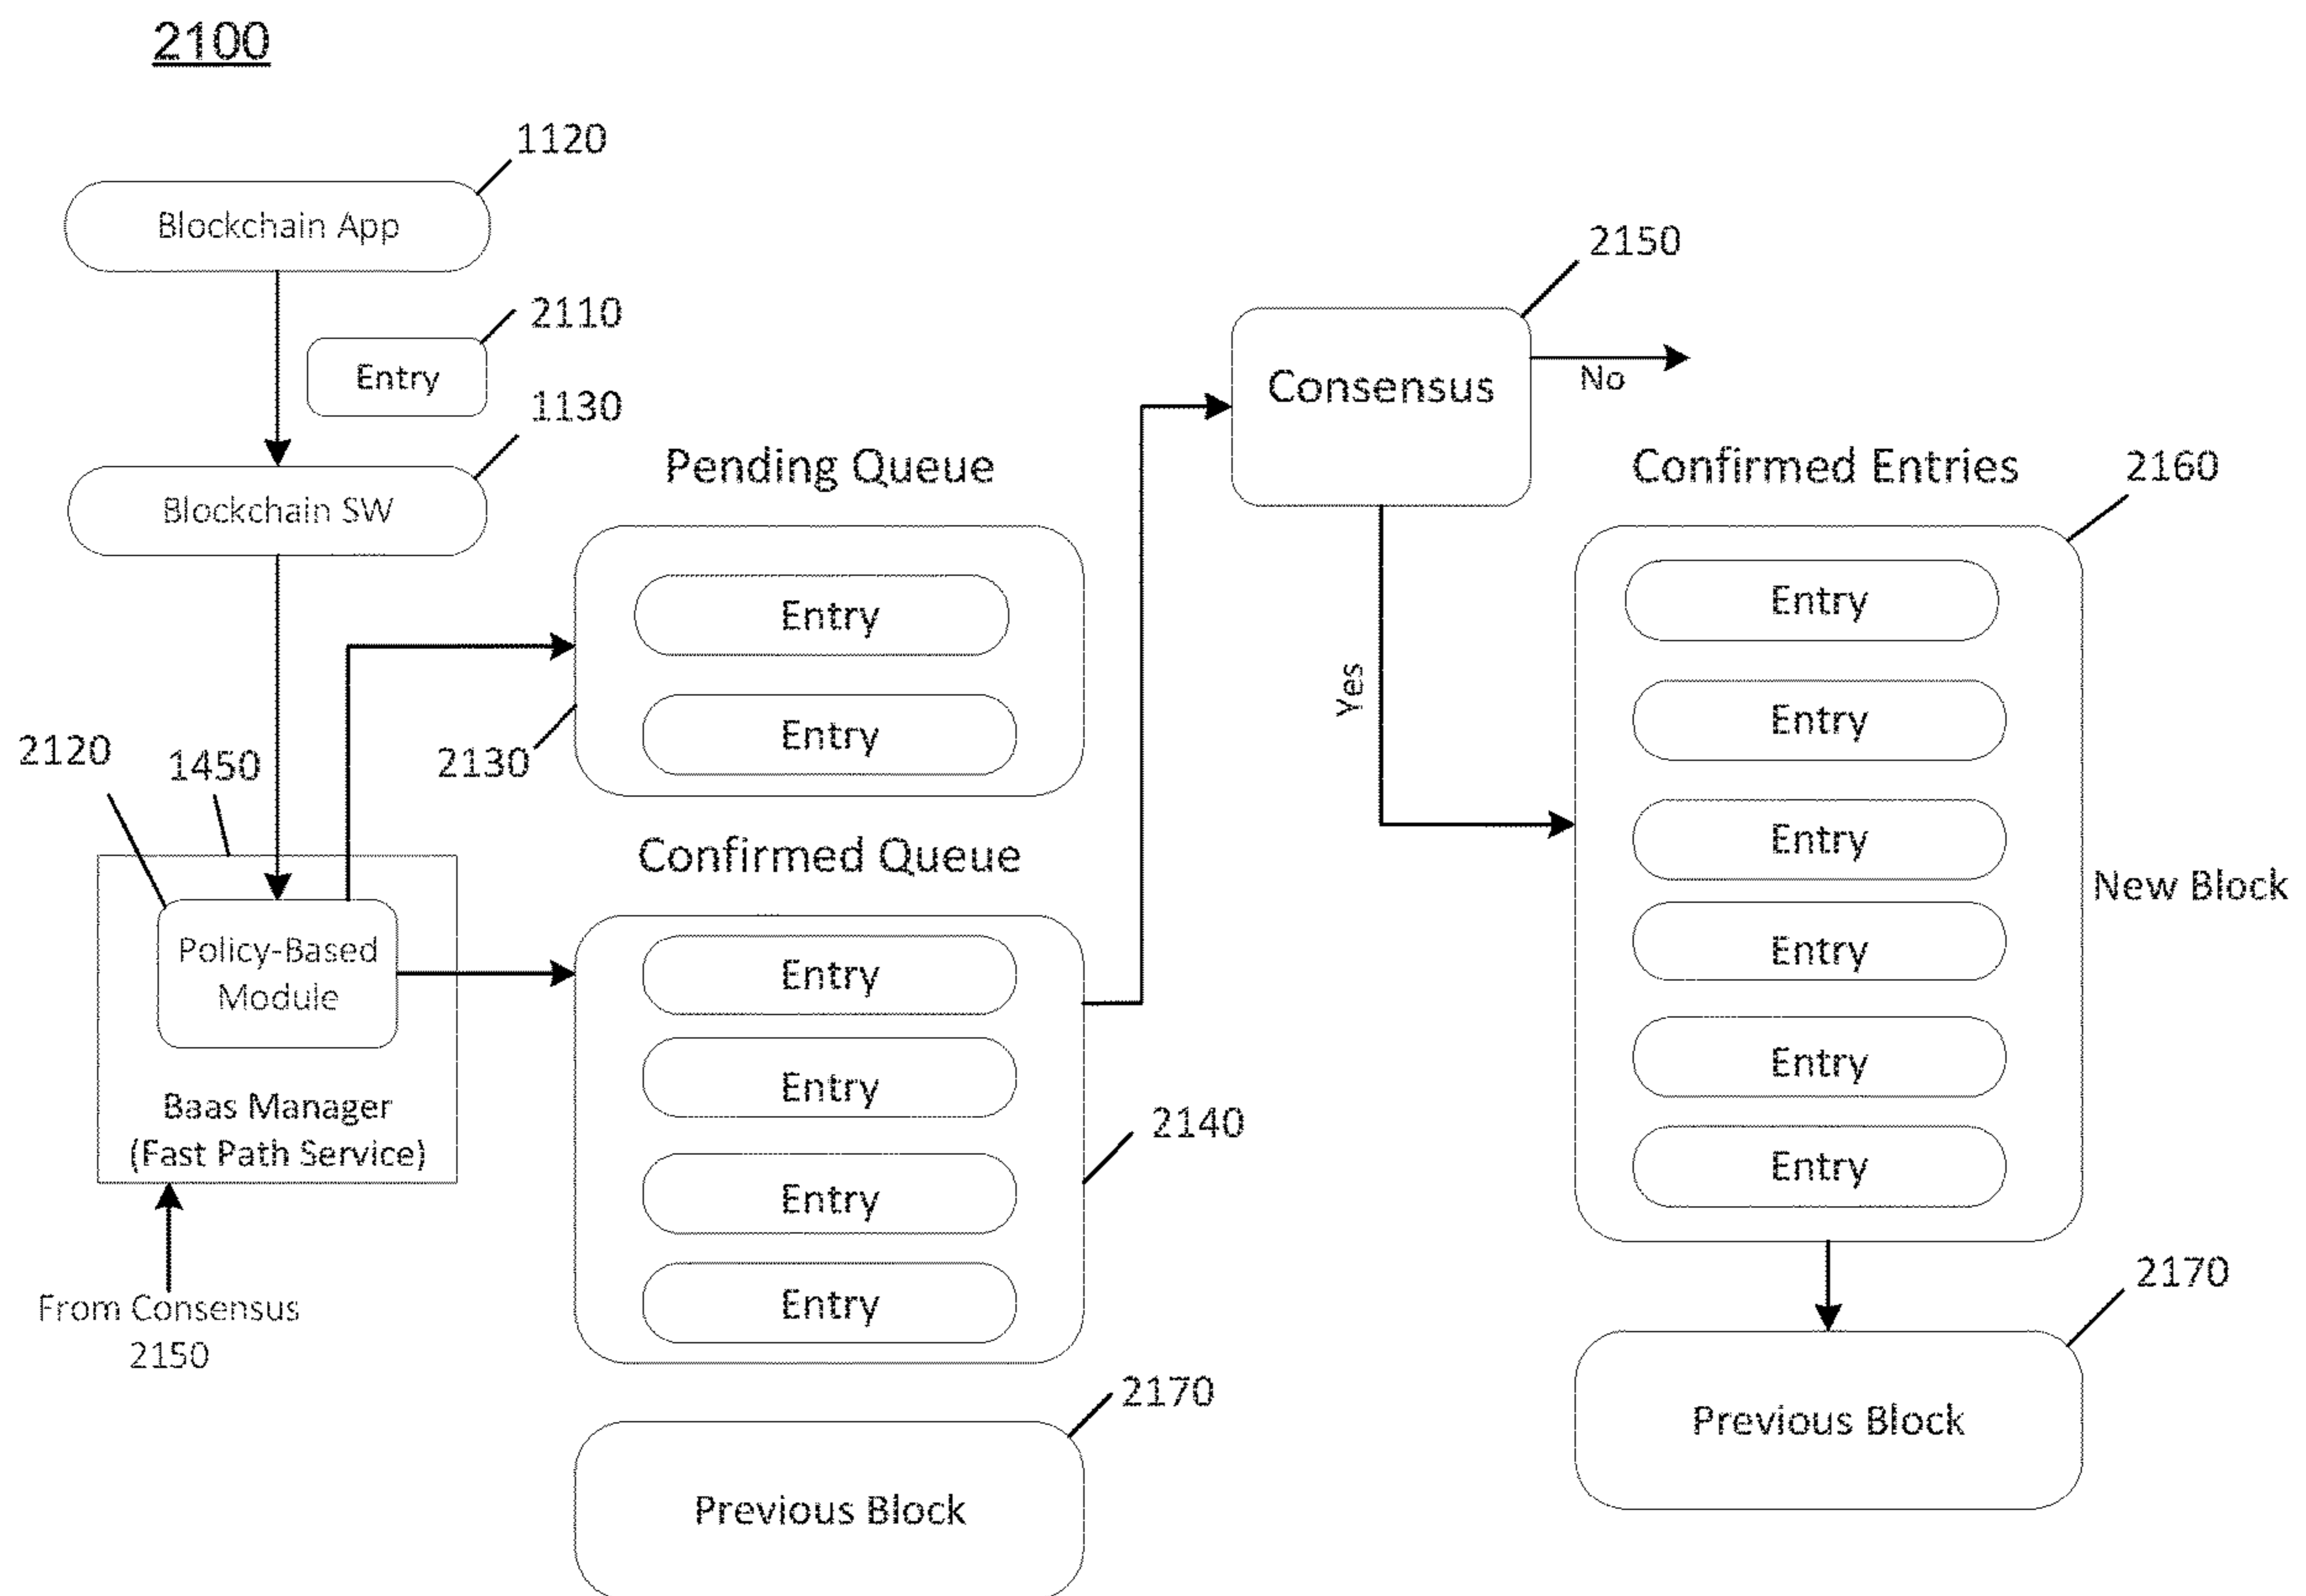 2100
1120
Blockchain App
2110
Entry
1130
Blockchain SW
2120
1450
Policy-Based
Module
Baas Manager
(Fast Path Service)
From Consensus
2150
Pending Queue
Entry
Entry
2130
Confirmed Queue
Entry
Entry
Entry
Entry
2140
2170
Previous Block
2150
Consensus
No
Yes
Confirmed Entries
2160
Entry
Entry
Entry
Entry
Entry
Entry
New Block
2170
Previous Block